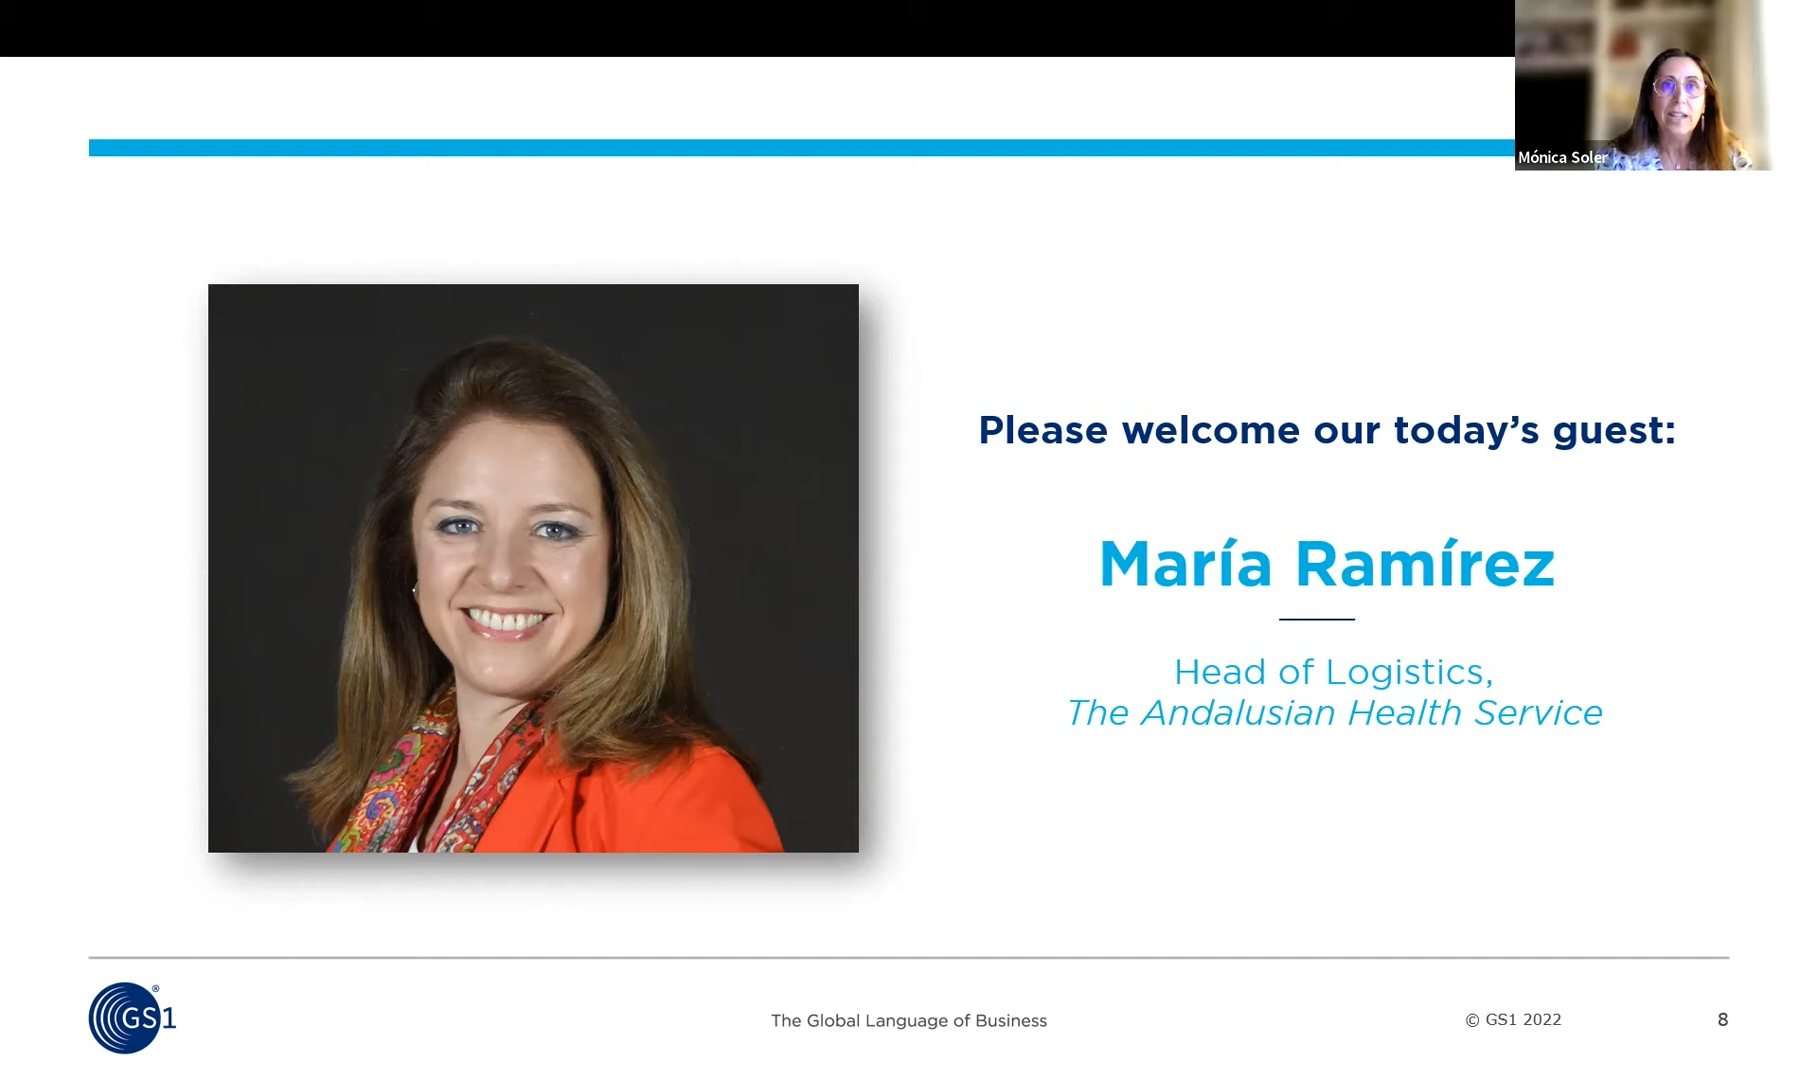 Mónica Soler
Please welcome our today’s guest:
María Ramírez
Head of Logistics,
The Andalusian Health Service
GS1
®
The Global Language of Business
© GS1 2022
8